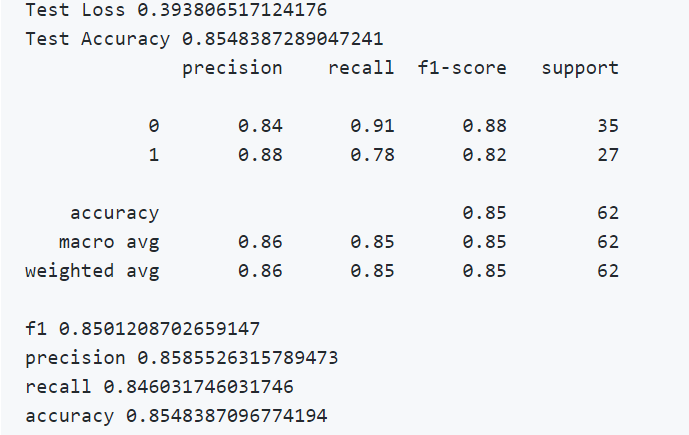 Test Loss 0.393806517124176
Test Accuracy 0.8548387289047241
precision recall f1-score support
0 0.84 0.91 0.88 35
1 0.88 0.78 0.82 27
accuracy 0.85 62
macro avg 0.86 0.85 0.85 62
weighted avg 0.86 0.85 0.85 62
f1 0.8501208702659147
precision 0.8585526315789473
recall 0.846031746031746
accuracy 0.8548387096774194